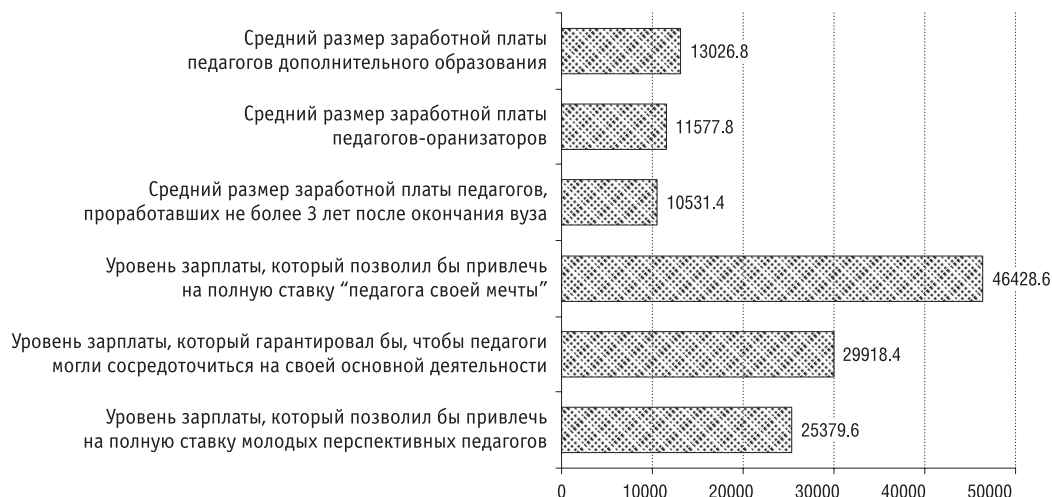 Средний размер заработной платы
педагогов дополнительного образования
13026.8
Средний размер заработной платы
педагогов-оранизаторов
11577.8
Средний размер заработной платы педагогов,
проработавших не более 3 лет после окончания вуза
10531.4
Уровень зарплаты, который позволил бы привлечь
на полную ставку “педагога своей мечты”
46428.6
Уровень зарплаты, который гарантировал бы, чтобы педагоги
могли сосредоточиться на своей основной деятельности
29918.4
Уровень зарплаты, который позволил бы привлечь
на полную ставку молодых перспективных педагогов
25379.6
0 10000 20000 30000 40000 50000